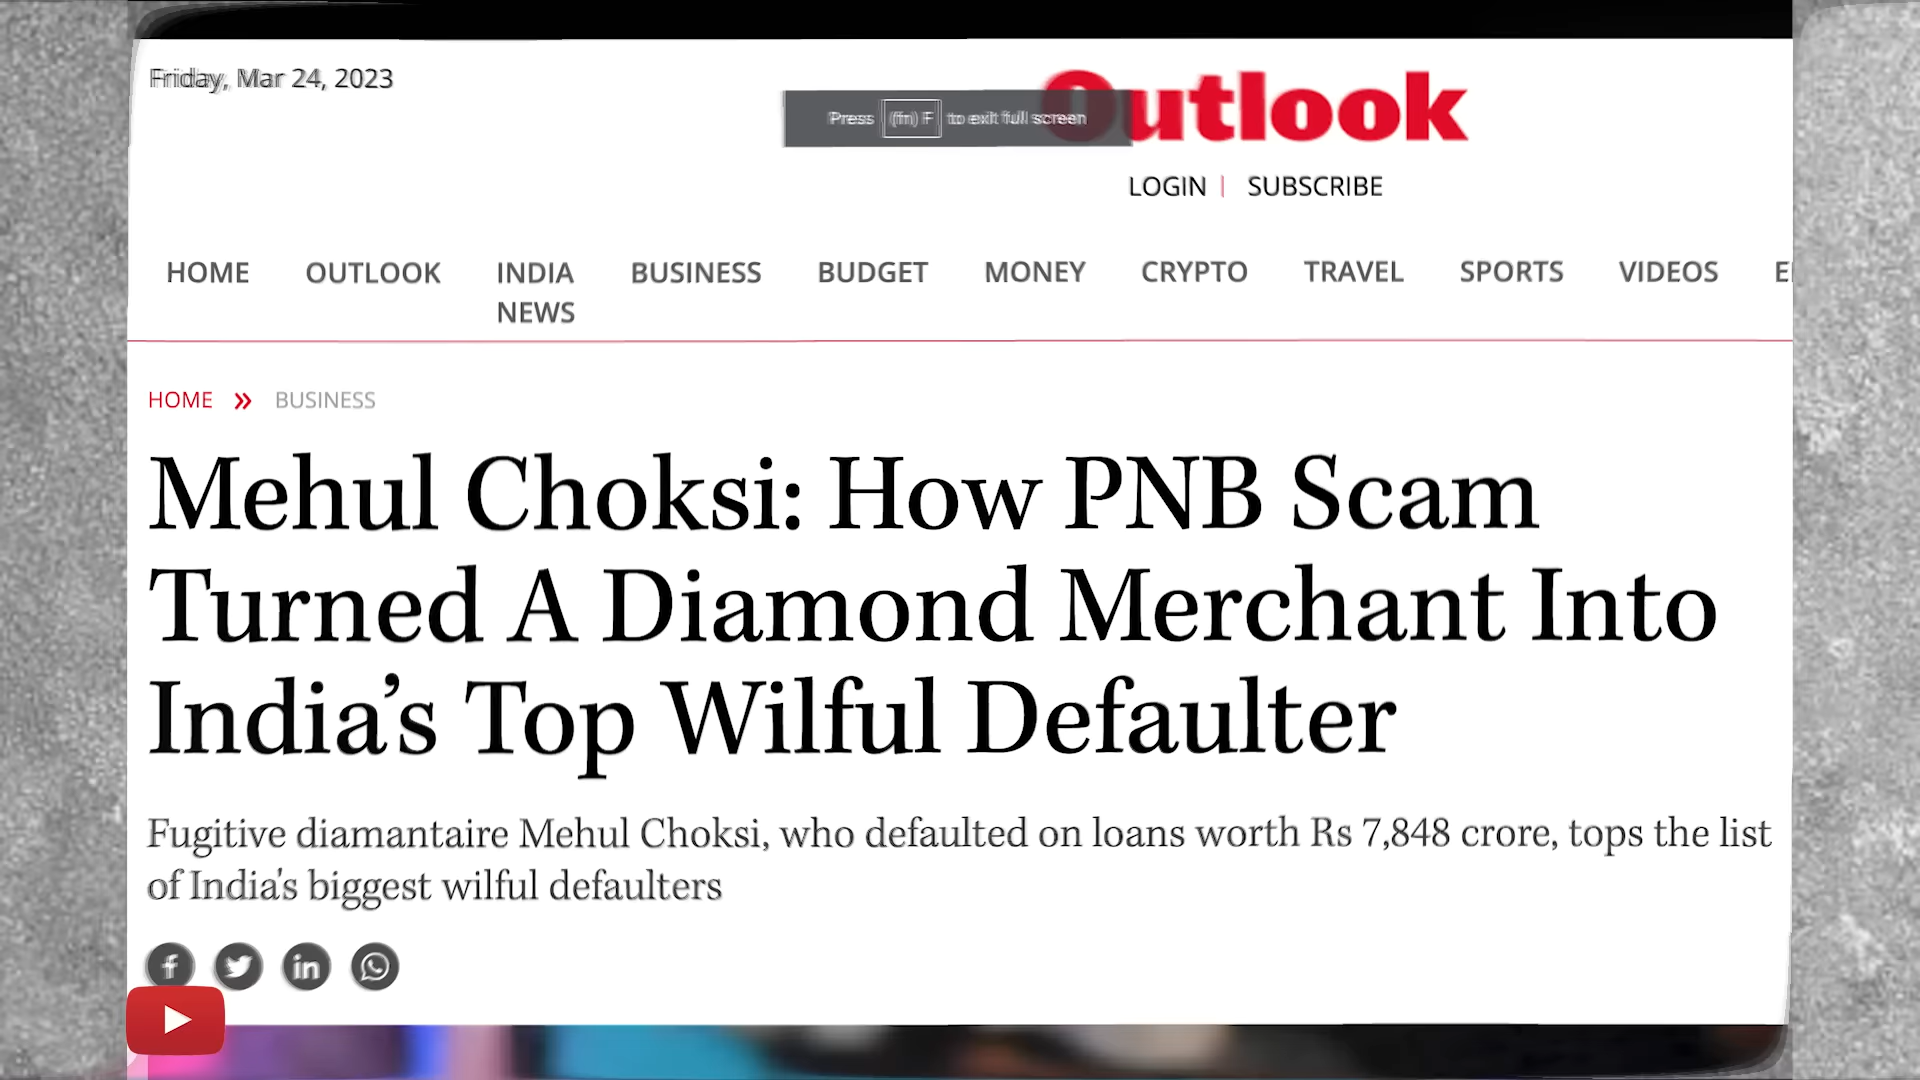 Friday, Mar 24, 2023
Outlook
Press (fn) F to exit full screen
LOGIN | SUBSCRIBE
HOME OUTLOOK INDIA NEWS BUSINESS BUDGET MONEY CRYPTO TRAVEL SPORTS VIDEOS
HOME » BUSINESS
Mehul Choksi: How PNB Scam
Turned A Diamond Merchant Into
India’s Top Wilful Defaulter
Fugitive diamantaire Mehul Choksi, who defaulted on loans worth Rs 7,848 crore, tops the list
of India's biggest wilful defaulters